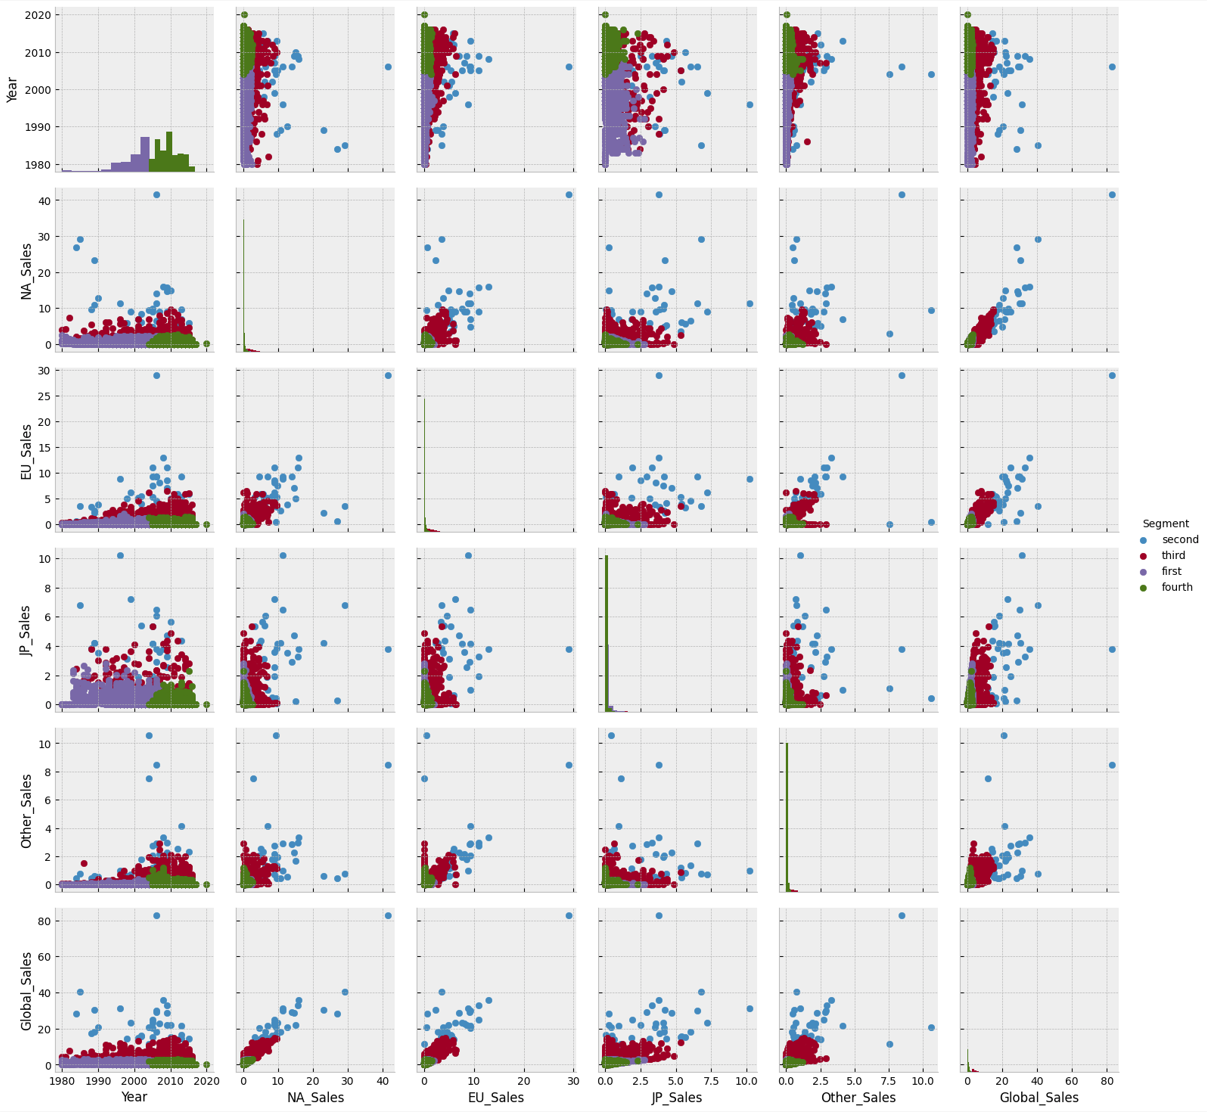 2020
2010
2000
1990
1980
Year
40
30
20
10
0
NA_Sales
30
25
20
15
10
5
0
EU_Sales
10
8
6
4
2
0
JP_Sales
10
8
6
4
2
0
Other_Sales
80
60
40
20
0
Global_Sales
1980 1990 2000 2010 2020
Year
0 10 20 30 40
NA_Sales
0 10 20 30
EU_Sales
0.0 2.5 5.0 7.5 10.0
JP_Sales
0.0 2.5 5.0 7.5 10.0
Other_Sales
0 20 40 60 80
Global_Sales
Segment
second
third
first
fourth